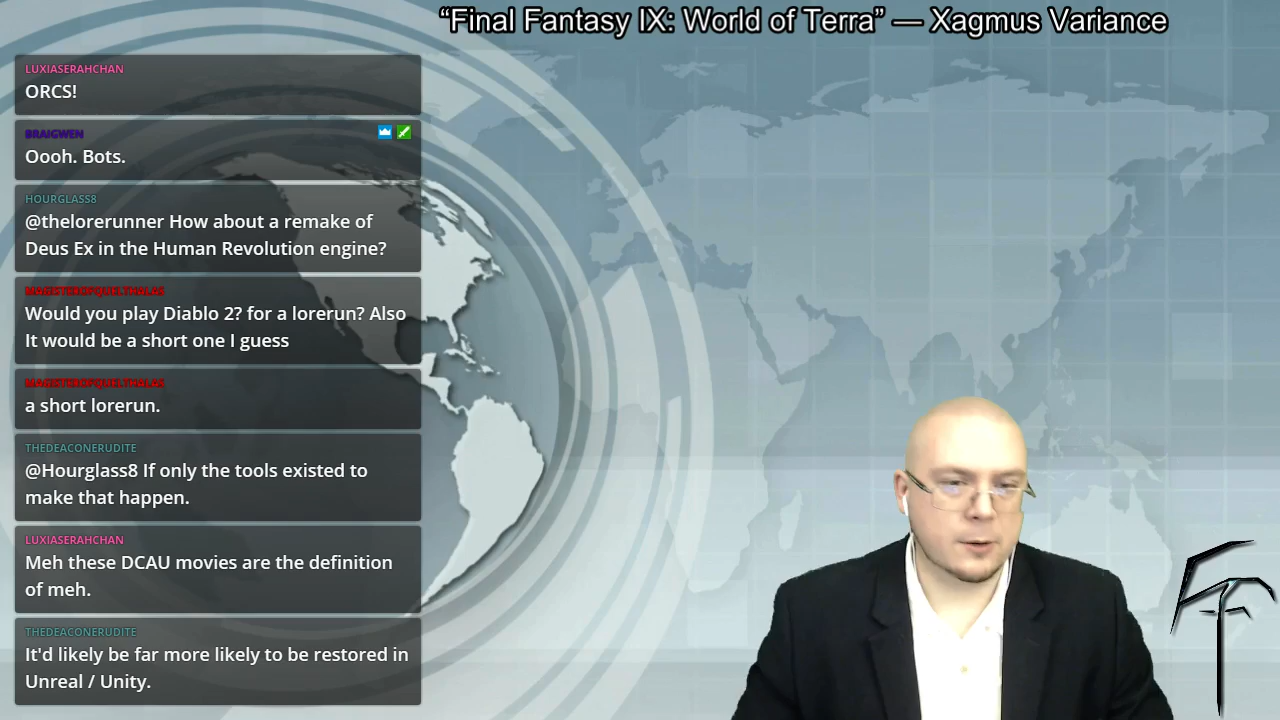 “Final Fantasy IX: World of Terra” — Xagmus Variance
LUXIASERAHCHAN
ORCS!
BRAIGWEN
Oooh. Bots.
HOURGLASS8
@thelorerunner How about a remake of
Deus Ex in the Human Revolution engine?
MAGISTEROFQUELTHALAS
Would you play Diablo 2? for a lorerun? Also
It would be a short one I guess
MAGISTEROFQUELTHALAS
a short lorerun.
THEDEACONERUDITE
@Hourglass8 If only the tools existed to
make that happen.
LUXIASERAHCHAN
Meh these DCAU movies are the definition
of meh.
THEDEACONERUDITE
It'd likely be far more likely to be restored in
Unreal / Unity.